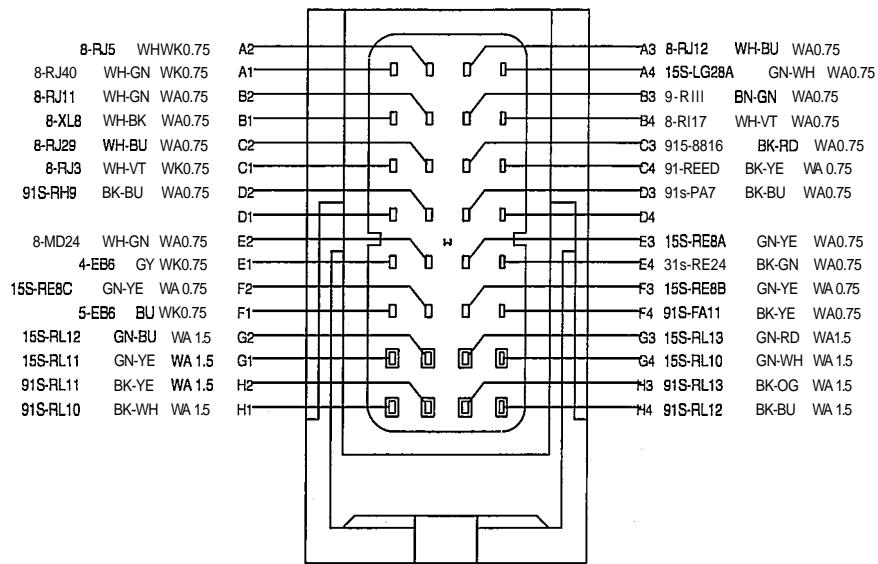 8-RJ5 WHWK0.75 A2
8-RJ40 WH-GN WK0.75 A1
8-RJ11 WH-GN WA0.75 B2
8-XL8 WH-BK WA0.75 B1
8-RJ29 WH-BU WA0.75 C2
8-RJ3 WH-VT WK0.75 C1
91S-RH9 BK-BU WA0.75 D2
D1
8-MD24 WH-GN WA0.75 E2
4-EB6 GY WK0.75 E1
15S-RE8C GN-YE WA 0.75 F2
5-EB6 BU WK0.75 F1
15S-RL12 GN-BU WA 1.5 G2
15S-RL11 GN-YE WA 1.5 G1
91S-RL11 BK-YE WA 1.5 H2
91S-RL10 BK-WH WA 1.5 H1
A3 8-RJ12 WH-BU WA0.75
A4 15S-LG28A GN-WH WA0.75
B3 9-RIII BN-GN WA0.75
B4 8-RI17 WH-VT WA0.75
C3 915-8816 BK-RD WA0.75
C4 91-REED BK-YE WA 0.75
D3 91s-PA7 BK-BU WA0.75
D4
E3 15S-RE8A GN-YE WA0.75
E4 31s-RE24 BK-GN WA0.75
F3 15S-RE8B GN-YE WA 0.75
F4 91S-FA11 BK-YE WA0.75
G3 15S-RL13 GN-RD WA1.5
G4 15S-RL10 GN-WH WA 1.5
H3 91S-RL13 BK-OG WA 1.5
H4 91S-RL12 BK-BU WA 1.5